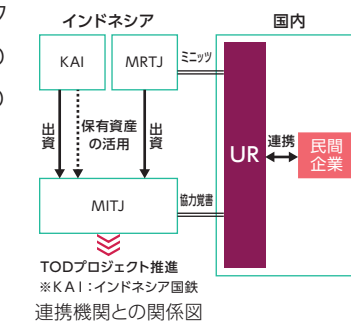 インドネシア
国内
KAI
MRTJ
ミニッツ
出資
保有資産
の活用
出資
UR
連携
民間
企業
MITJ
協力覚書
TODプロジェクト推進
※KAI:インドネシア国鉄
連携機関との関係図